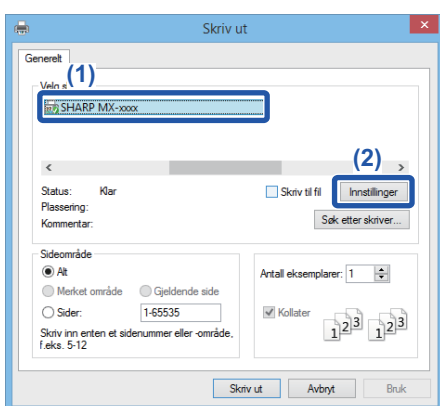 Skriv ut
Generelt
(1)
Velg s
SHARP MX-xxxx
(2)
Status: Klar
Skriv til fil
Innstillinger
Plassering:
Kommentar:
Søk etter skriver...
Sideområde
Alt
Merket område
Gjeldende side
Sider: 1-65535
Skriv inn enten et sidenummer eller -område,
f.eks. 5-12
Antall eksemplarer: 1
Kollater
1 2 3 1 2 3
Skriv ut Avbryt Bruk